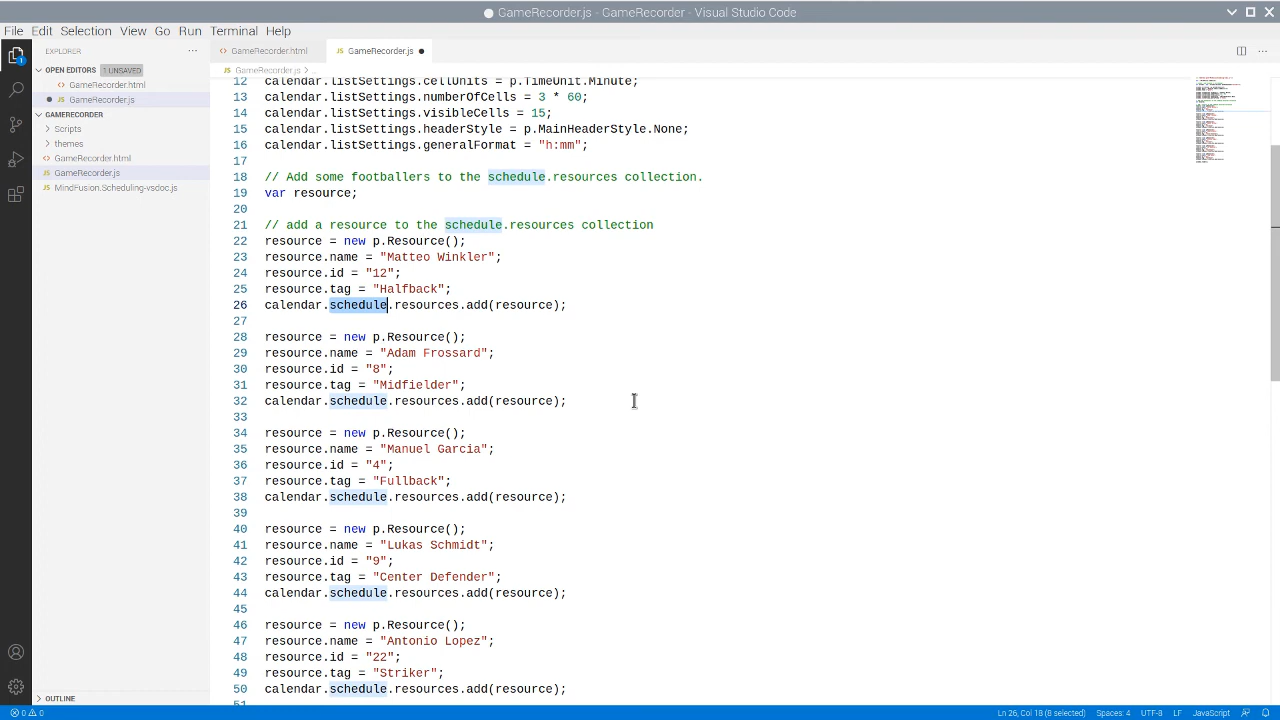 GameRecorder.js - GameRecorder - Visual Studio Code
File Edit Selection View Go Run Terminal Help
EXPLORER ...
GameRecorder.html
GameRecorder.js
OPEN EDITORS 1 UNSAVED
GameRecorder.html
JS GameRecorder.js
GAMERECORDER
Scripts
themes
GameRecorder.html
JS GameRecorder.js
JS MindFusion.Scheduling-vsdoc.js
OUTLINE
JS GameRecorder.js > ...
12 calendar.listSettings.cellUnits = p.TimeUnit.Minute;
13 calendar.listSettings.numberOfCells = 3 * 60;
14 calendar.listSettings.visibleCells = 15;
15 calendar.listSettings.headerStyle = p.MainHeaderStyle.None;
16 calendar.listSettings.generalFormat = "h:mm";
17
18 // Add some footballers to the schedule.resources collection.
19 var resource;
20
21 // add a resource to the schedule.resources collection
22 resource = new p.Resource();
23 resource.name = "Matteo Winkler";
24 resource.id = "12";
25 resource.tag = "Halfback";
26 calendar.schedule.resources.add(resource);
27
28 resource = new p.Resource();
29 resource.name = "Adam Frossard";
30 resource.id = "8";
31 resource.tag = "Midfielder";
32 calendar.schedule.resources.add(resource);
33
34 resource = new p.Resource();
35 resource.name = "Manuel Garcia";
36 resource.id = "4";
37 resource.tag = "Fullback";
38 calendar.schedule.resources.add(resource);
39
40 resource = new p.Resource();
41 resource.name = "Lukas Schmidt";
42 resource.id = "9";
43 resource.tag = "Center Defender";
44 calendar.schedule.resources.add(resource);
45
46 resource = new p.Resource();
47 resource.name = "Antonio Lopez";
48 resource.id = "22";
49 resource.tag = "Striker";
50 calendar.schedule.resources.add(resource);
51
0 0 Ln 26, Col 18 (8 selected) Spaces: 4 UTF-8 LF JavaScript